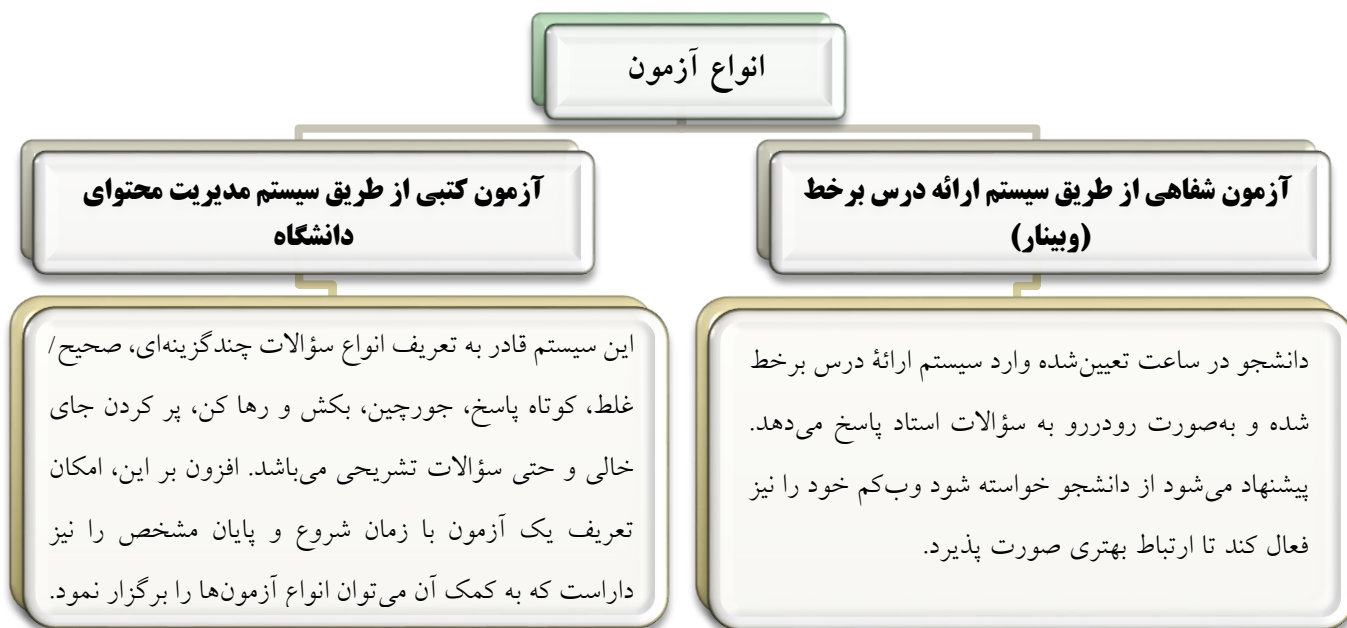 انواع آزمون
آزمون شفاهی از طریق سیستم ارائه درس برخط
(وبینار)
دانشجو در ساعت تعیین‌شده وارد سیستم ارائهٔ درس برخط
شده و به‌صورت رودررو به سؤالات استاد پاسخ می‌دهد.
پیشنهاد می‌شود از دانشجو خواسته شود وب‌کم خود را نیز
فعال کند تا ارتباط بهتری صورت پذیرد.
آزمون کتبی از طریق سیستم مدیریت محتوای
دانشگاه
این سیستم قادر به تعریف انواع سؤالات چندگزینه‌ای، صحیح/
غلط، کوتاه پاسخ، جورچین، بکش و رها کن، پر کردن جای
خالی و حتی سؤالات تشریحی می‌باشد. افزون بر این، امکان
تعریف یک آزمون با زمان شروع و پایان مشخص را نیز
داراست که به کمک آن می‌توان انواع آزمون‌ها را برگزار نمود.